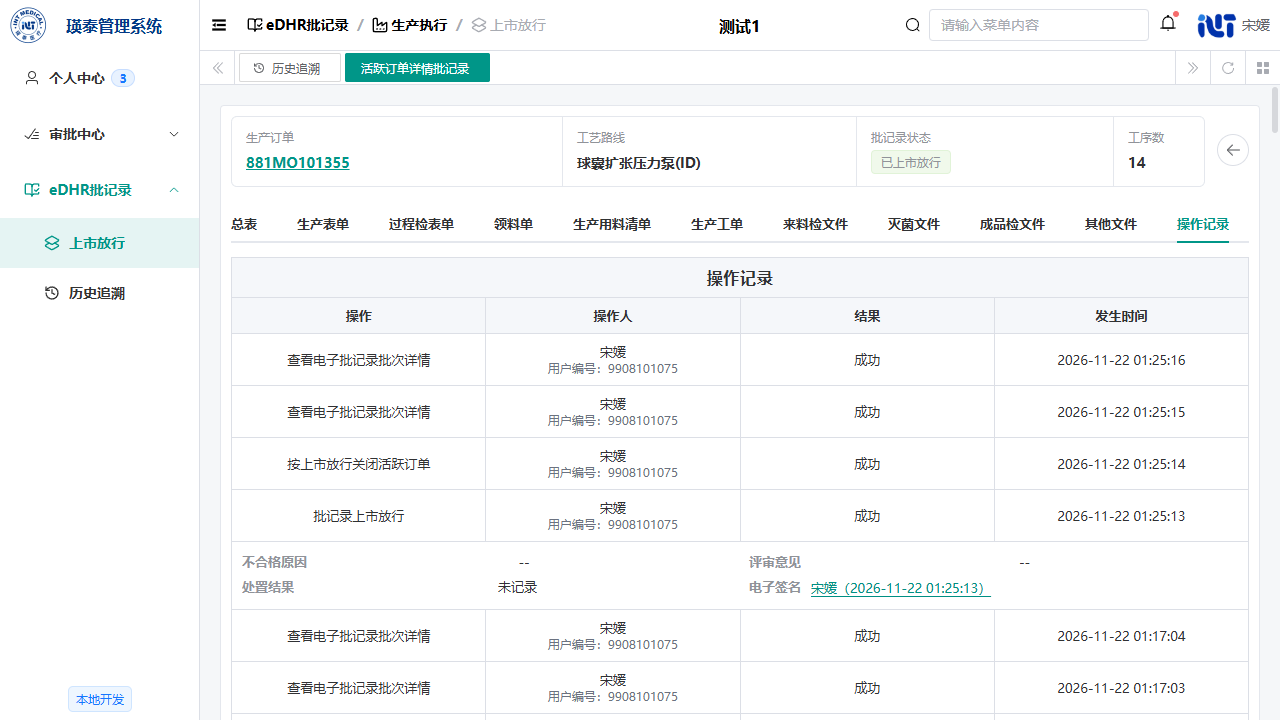 瑛泰管理系统
eDHR批记录 / 生产执行 / 上市放行
测试1
请输入菜单内容
宋媛
个人中心 3
审批中心
eDHR批记录
上市放行
历史追溯
本地开发
历史追溯
活跃订单详情批记录
生产订单
881MO101355
工艺路线
球囊扩张压力泵(ID)
批记录状态
已上市放行
工序数
14
总表 生产表单 过程检表单 领料单 生产用料清单 生产工单 来料检文件 灭菌文件 成品检文件 其他文件 操作记录
操作记录
操作 操作人 结果 发生时间
查看电子批记录批次详情 宋媛 成功 2026-11-22 01:25:16
用户编号：9908101075
查看电子批记录批次详情 宋媛 成功 2026-11-22 01:25:15
用户编号：9908101075
按上市放行关闭活跃订单 宋媛 成功 2026-11-22 01:25:14
用户编号：9908101075
批记录上市放行 宋媛 成功 2026-11-22 01:25:13
用户编号：9908101075
不合格原因 -- 评审意见 --
处置结果 未记录 电子签名 宋媛（2026-11-22 01:25:13）
查看电子批记录批次详情 宋媛 成功 2026-11-22 01:17:04
用户编号：9908101075
查看电子批记录批次详情 宋媛 成功 2026-11-22 01:17:03
用户编号：9908101075